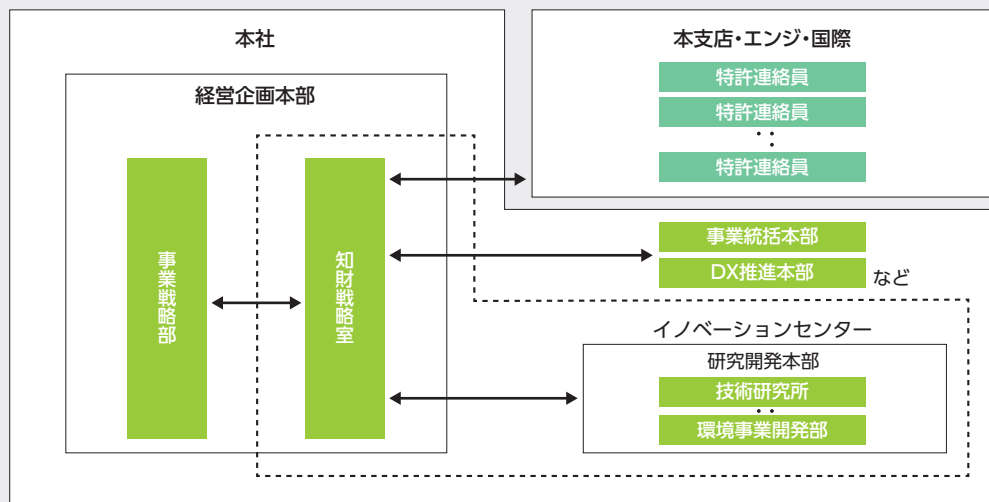 本社
経営企画本部
事業戦略部
知財戦略室
本支店・エンジ・国際
特許連絡員
特許連絡員
：
特許連絡員
事業統括本部
DX推進本部
など
イノベーションセンター
研究開発本部
技術研究所
：
環境事業開発部